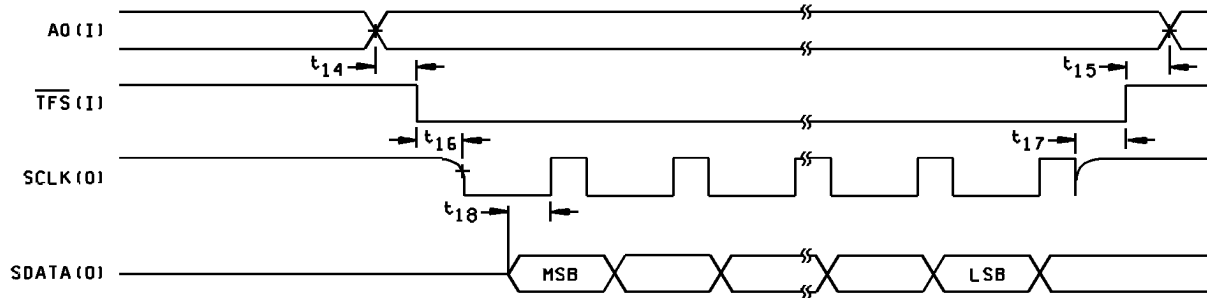 A0(I)
t14
t15
TFS(I)
t16
t17
SCLK(O)
t18
SDATA(O)
MSB
LSB